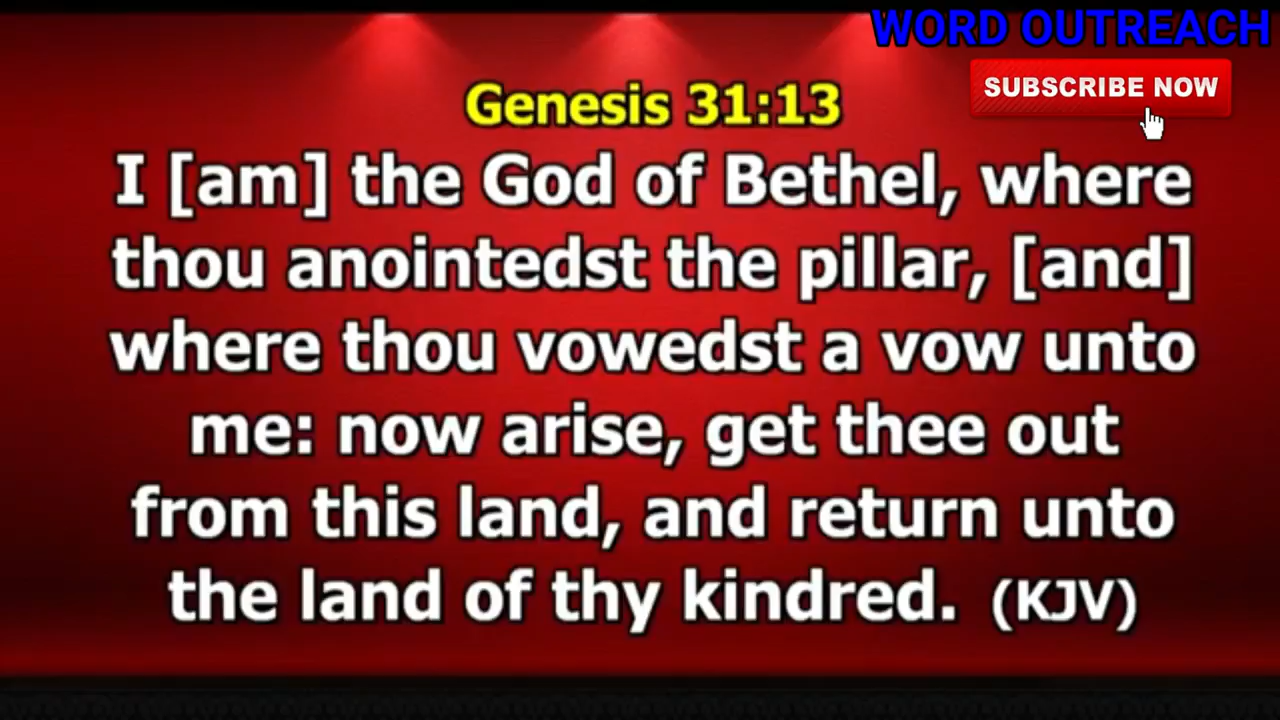 WORD OUTREACH
SUBSCRIBE NOW
Genesis 31:13
I [am] the God of Bethel, where
thou anointedst the pillar, [and]
where thou vowedst a vow unto
me: now arise, get thee out
from this land, and return unto
the land of thy kindred. (KJV)